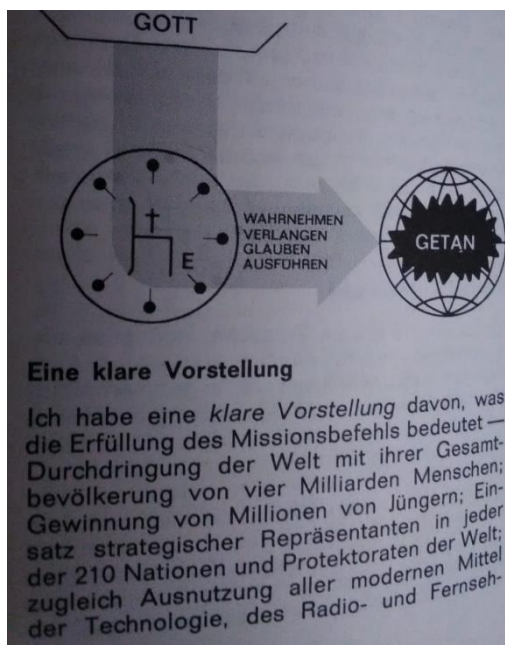 GOTT
WAHRNEHMEN
VERLANGEN
GLAUBEN
AUSFÜHREN
E
GETAN
Eine klare Vorstellung
Ich habe eine klare Vorstellung davon, was
die Erfüllung des Missionsbefehls bedeutet —
Durchdringung der Welt mit ihrer Gesamt-
bevölkerung von vier Milliarden Menschen;
Gewinnung von Millionen von Jüngern; Ein-
satz strategischer Repräsentanten in jeder
der 210 Nationen und Protektoraten der Welt;
zugleich Ausnutzung aller modernen Mittel
der Technologie, des Radio- und Fernseh-